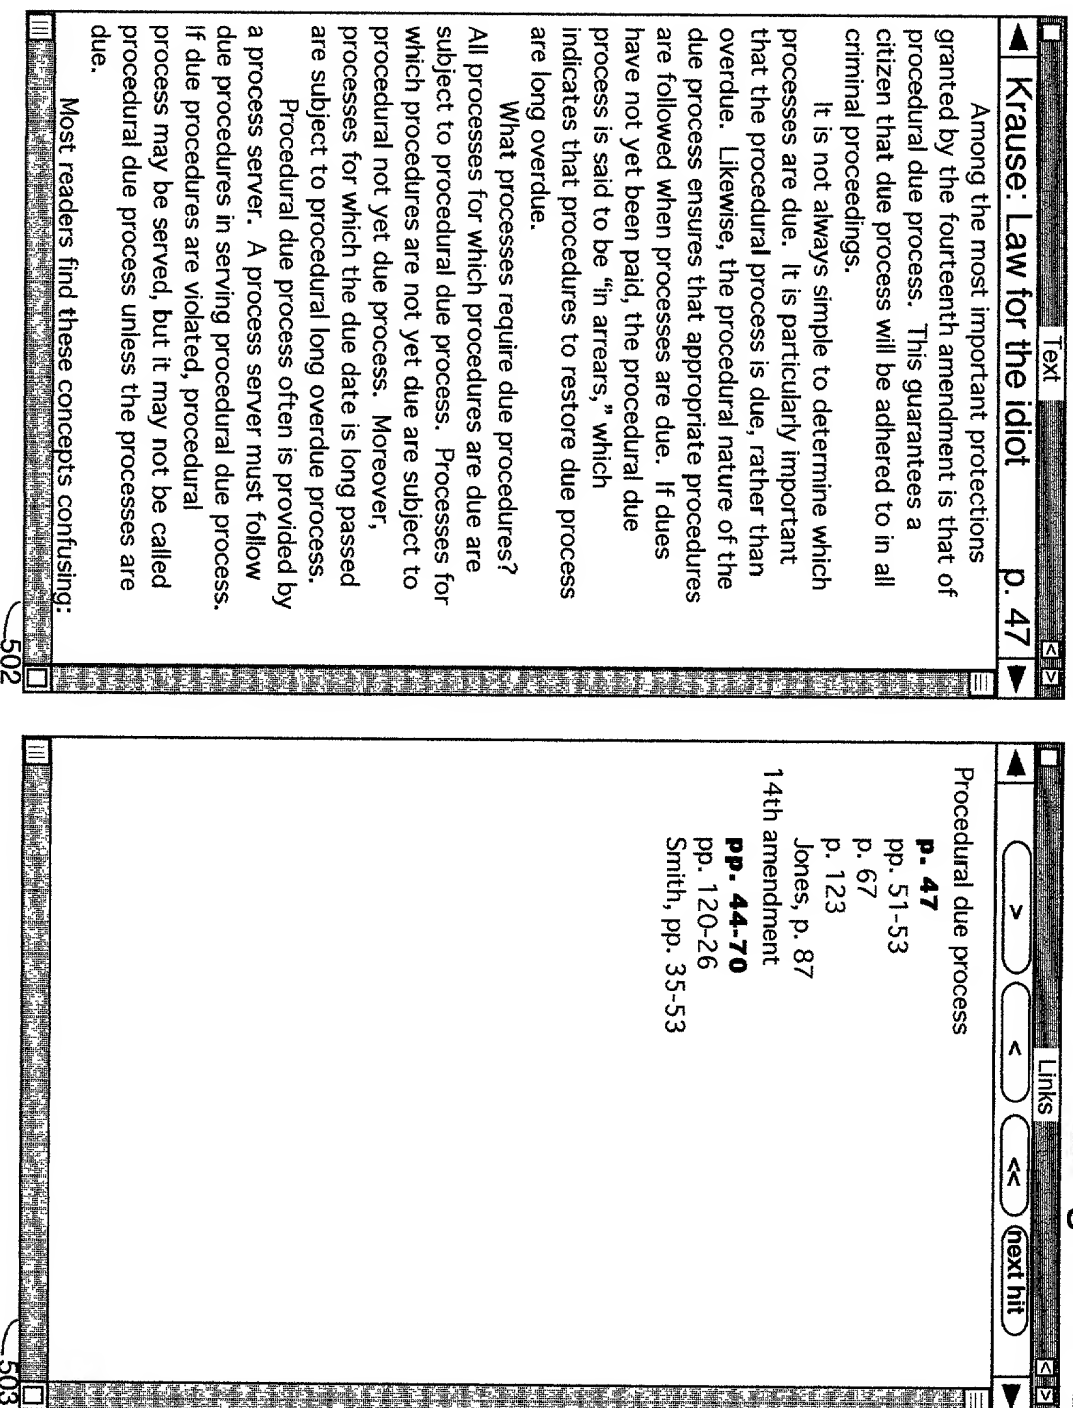 Text
Krause: Law for the idiot p. 47
Among the most important protections
granted by the fourteenth amendment is that of
procedural due process. This guarantees a
citizen that due process will be adhered to in all
criminal proceedings.
It is not always simple to determine which
processes are due. It is particularly important
that the procedural process is due, rather than
overdue. Likewise, the procedural nature of the
due process ensures that appropriate procedures
are followed when processes are due. If dues
have not yet been paid, the procedural due
process is said to be “in arrears,” which
indicates that procedures to restore due process
are long overdue.
What processes require due procedures?
All processes for which procedures are due are
subject to procedural due process. Processes for
which procedures are not yet due are subject to
procedural not yet due process. Moreover,
processes for which the due date is long passed
are subject to procedural long overdue process.
Procedural due process often is provided by
a process server. A process server must follow
due procedures in serving procedural due process.
If due procedures are violated, procedural
process may be served, but it may not be called
procedural due process unless the processes are
due.
Most readers find these concepts confusing:
502
Links
> < << next hit
Procedural due process
p. 47
pp. 51-53
p. 67
p. 123
Jones, p. 87
14th amendment
pp. 44-70
pp. 120-26
Smith, pp. 35-53
503